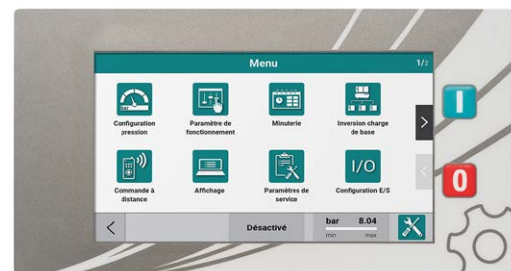 Menu
1/2
bar
Configuration
pression
Paramètre de
fonctionnement
Minuterie
Inversion charge
de base
Commande à
distance
Affichage
Paramètres de
service
I/O
Configuration E/S
Désactivé
bar 8.04
min max
I
0